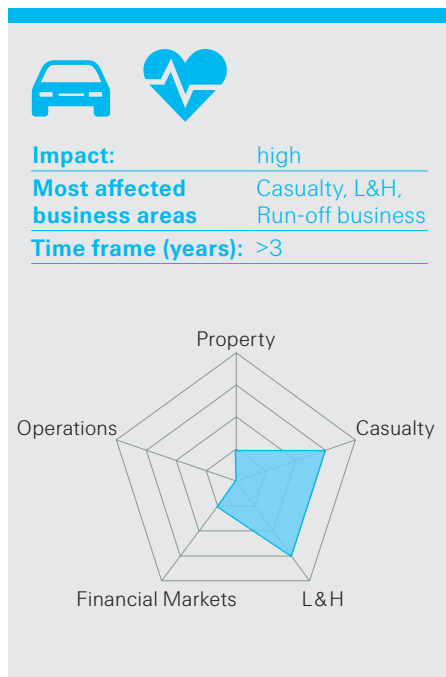 Impact: high
Most affected Casualty, L&H,
business areas Run-off business
Time frame (years): >3
Property
Operations Casualty
Financial Markets L&H